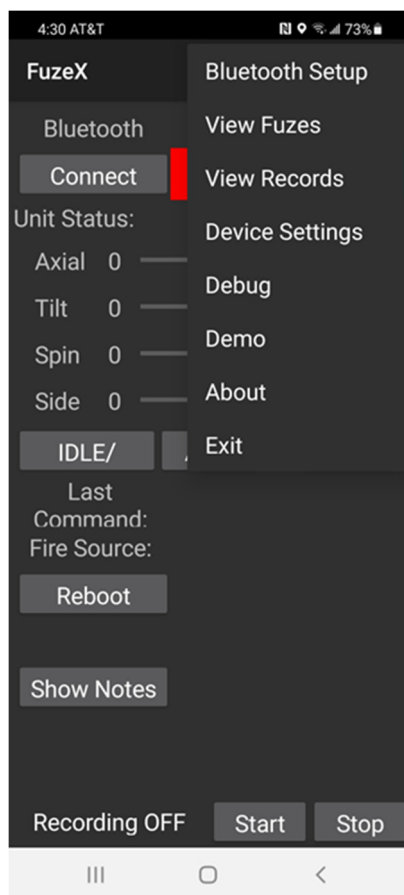 4:30 AT&T 73%
FuzeX
Bluetooth Setup
View Fuzes
View Records
Device Settings
Debug
Demo
About
Exit
Bluetooth
Connect
Unit Status:
Axial 0
Tilt 0
Spin 0
Side 0
IDLE/
Last
Command:
Fire Source:
Reboot
Show Notes
Recording OFF Start Stop